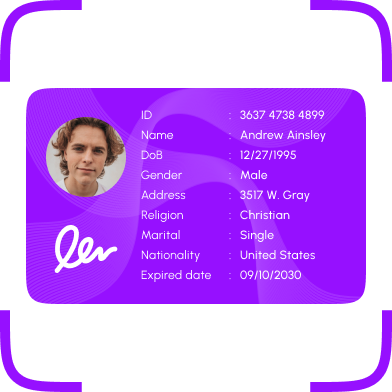 ID : 3637 4738 4899
Name : Andrew Ainsley
DoB : 12/27/1995
Gender : Male
Address : 3517 W. Gray
Religion : Christian
Marital : Single
Nationality : United States
Expired date : 09/10/2030